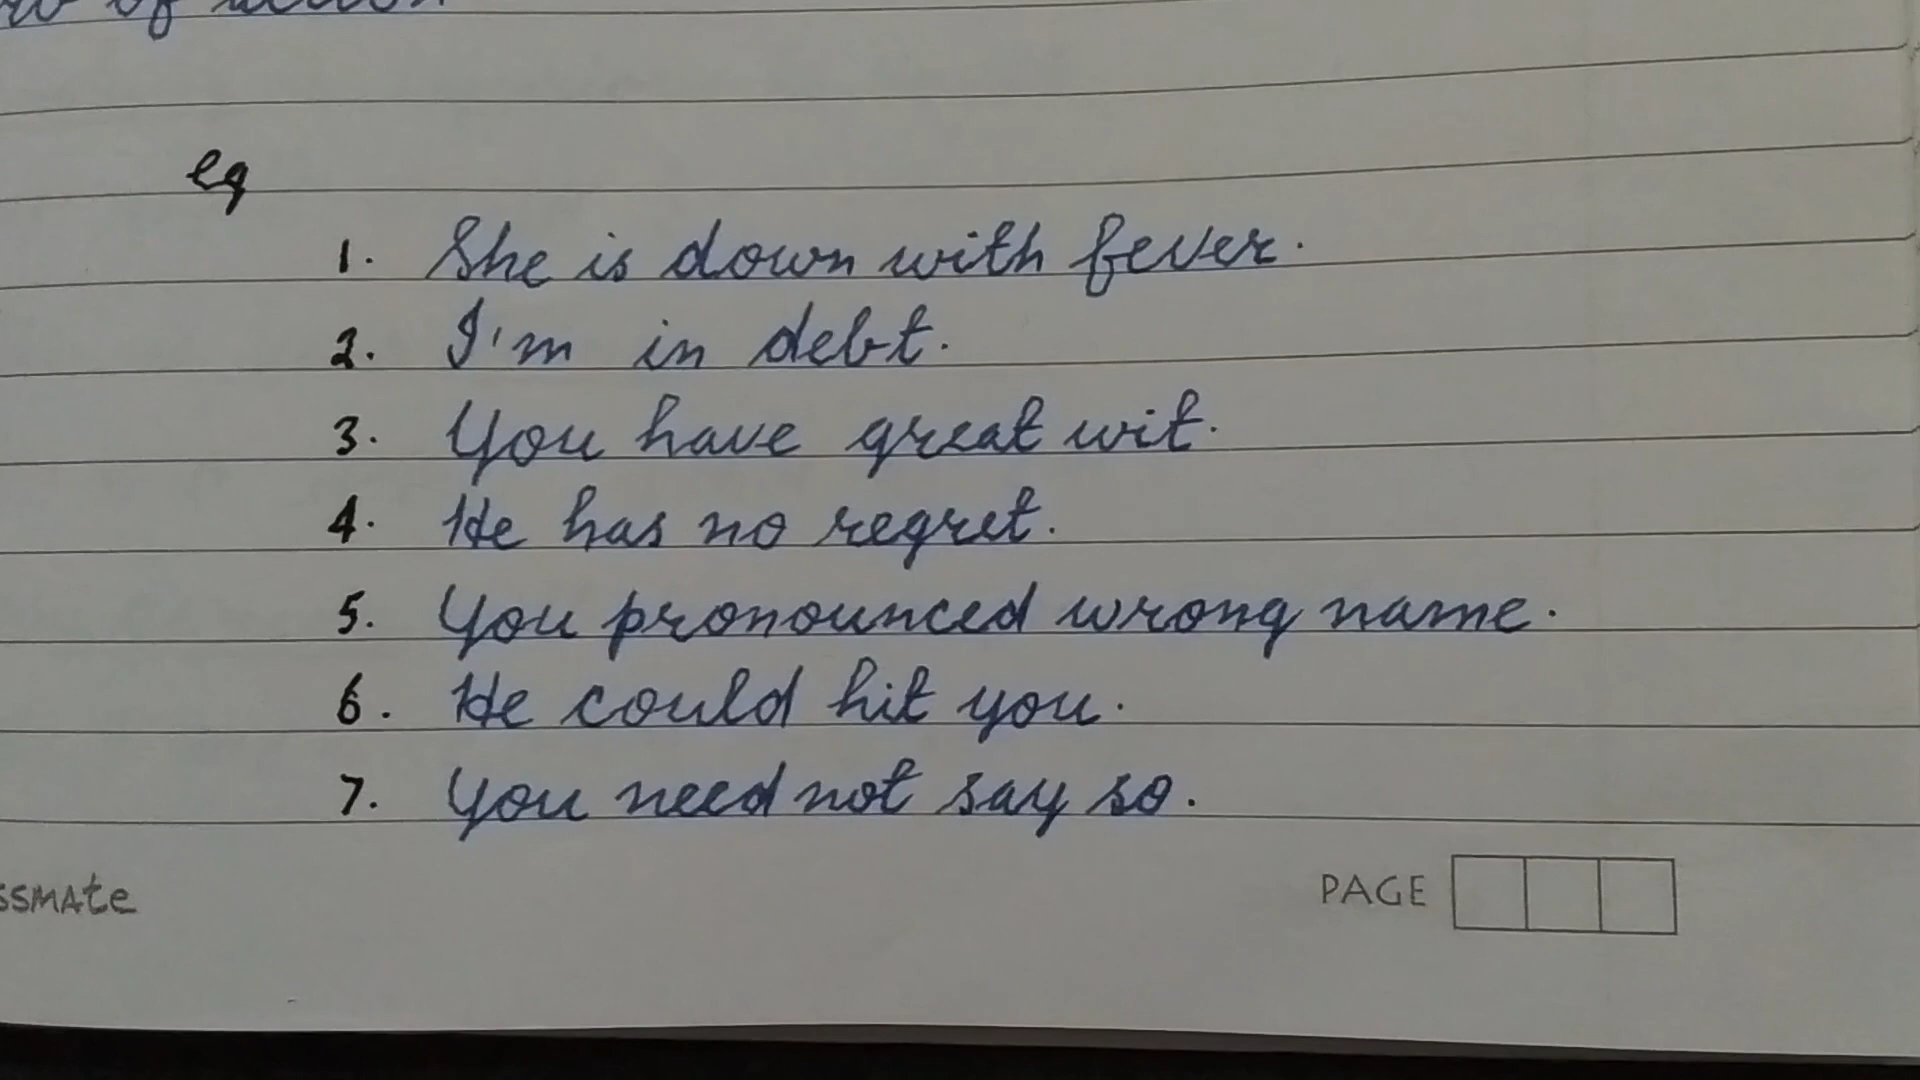 of action
eg
1. She is down with fever.
2. I'm in debt.
3. You have great wit.
4. He has no regret.
5. You pronounced wrong name.
6. He could hit you.
7. You need not say so.
ssmate
PAGE